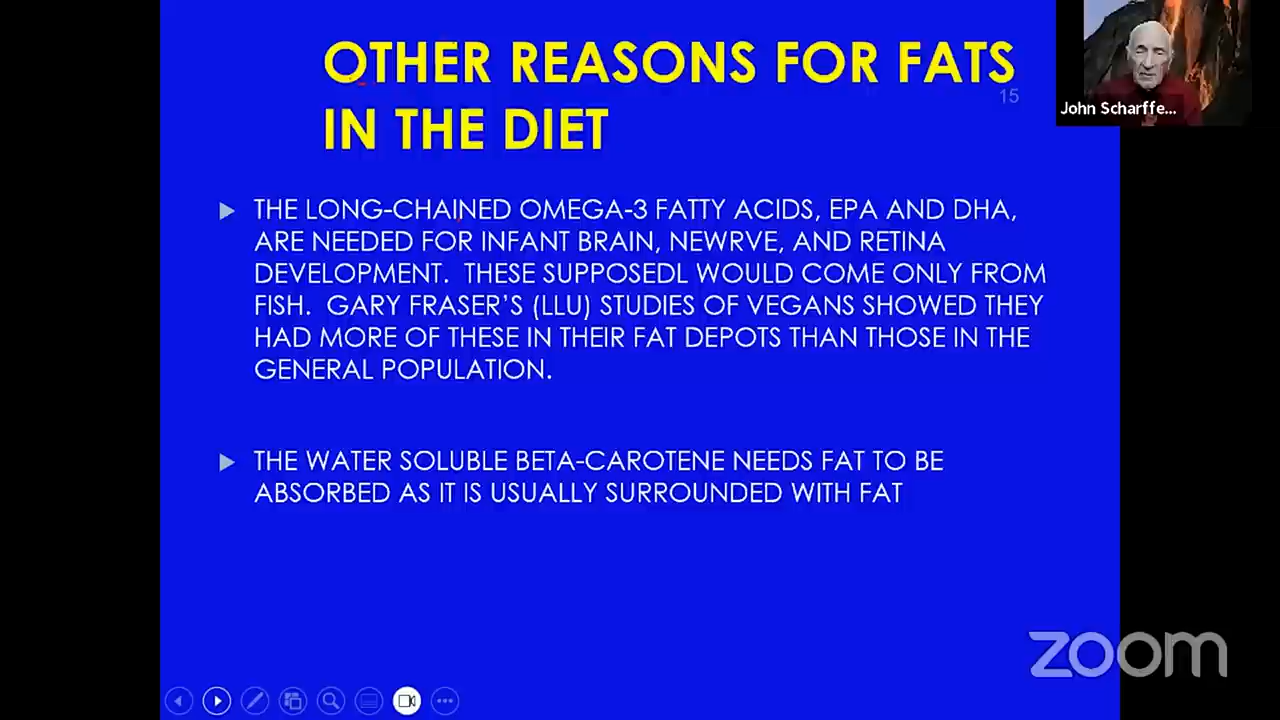 OTHER REASONS FOR FATS
IN THE DIET
15
John Scharffe...
THE LONG-CHAINED OMEGA-3 FATTY ACIDS, EPA AND DHA,
ARE NEEDED FOR INFANT BRAIN, NEWRVE, AND RETINA
DEVELOPMENT. THESE SUPPOSEDL WOULD COME ONLY FROM
FISH. GARY FRASER'S (LLU) STUDIES OF VEGANS SHOWED THEY
HAD MORE OF THESE IN THEIR FAT DEPOTS THAN THOSE IN THE
GENERAL POPULATION.
THE WATER SOLUBLE BETA-CAROTENE NEEDS FAT TO BE
ABSORBED AS IT IS USUALLY SURROUNDED WITH FAT
zoom